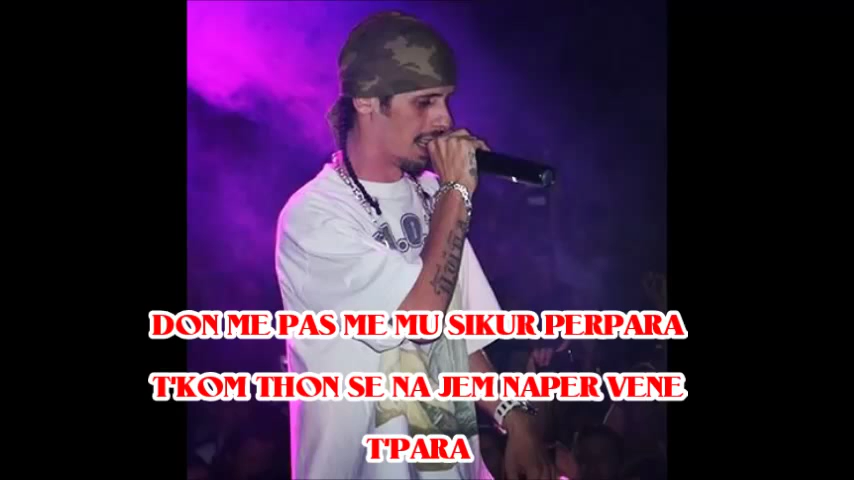 DON ME PAS ME MU SIKUR PERPARA
T'KOM THON SE NA JEM NAPER VENE
T'PARA